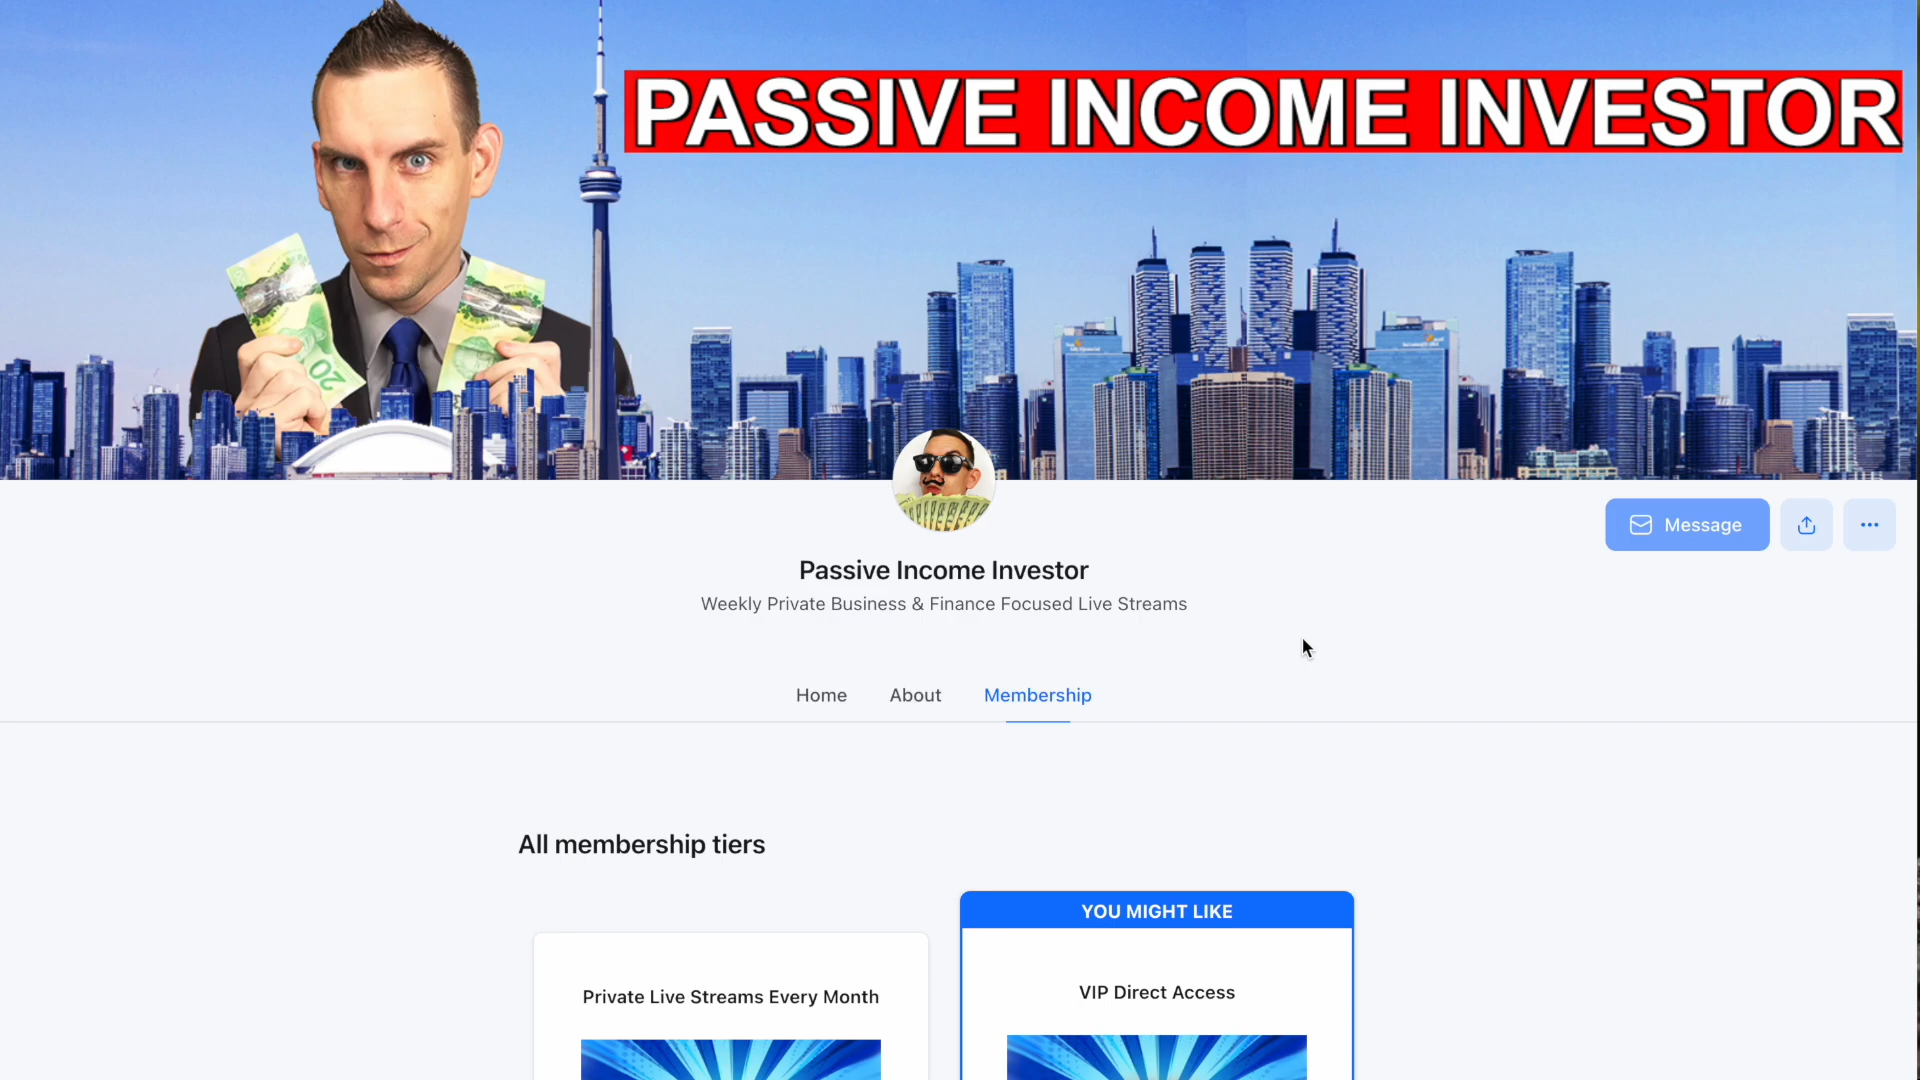 PASSIVE INCOME INVESTOR
20
Message
Passive Income Investor
Weekly Private Business & Finance Focused Live Streams
Home About Membership
All membership tiers
YOU MIGHT LIKE
Private Live Streams Every Month
VIP Direct Access